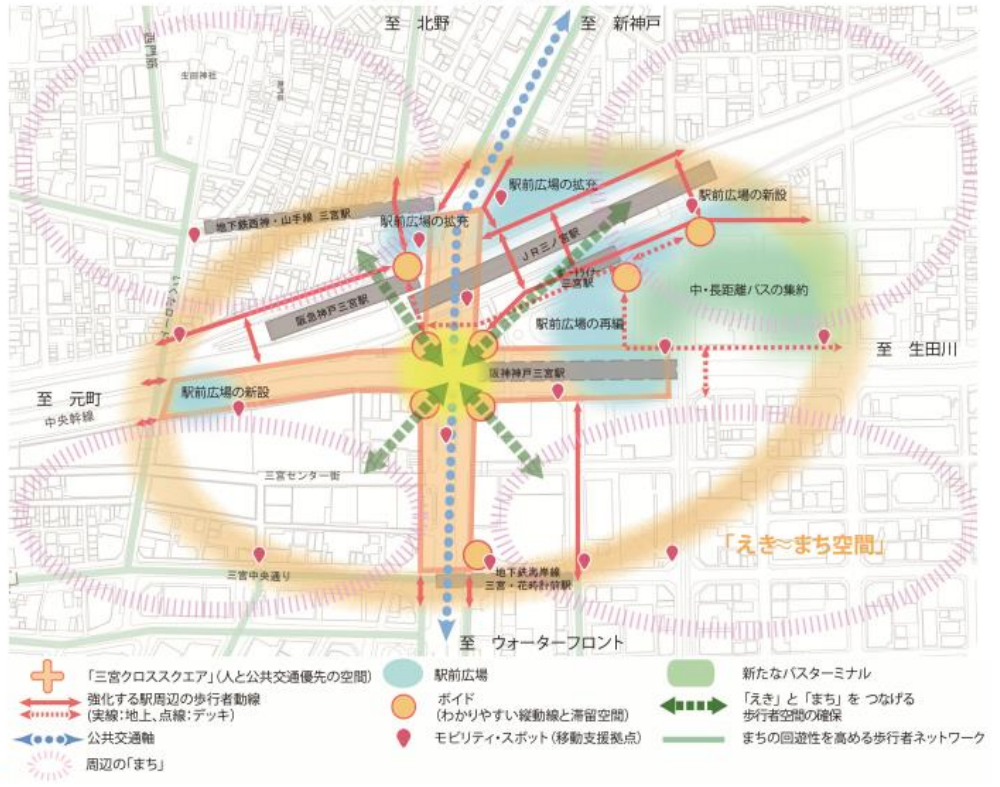 至 北野
至 新神戸
西門筋
生田神社
駅前広場の拡充
駅前広場の新設
地下鉄西神・山手線 三宮駅
駅前広場の拡充
JR三ノ宮駅
三宮駅
中・長距離バスの集約
阪急神戸三宮駅
駅前広場の再編
至 生田川
阪神神戸三宮駅
駅前広場の新設
至 元町
中央幹線
三宮センター街
「えき≈まち空間」
三宮中央通り
地下鉄海岸線
三宮・花時計前駅
至 ウォーターフロント
「三宮クロススクエア」(人と公共交通優先の空間)
強化する駅周辺の歩行者動線
(実線:地上、点線:デッキ)
公共交通軸
周辺の「まち」
駅前広場
ボイド
(わかりやすい縦動線と滞留空間)
モビリティ・スポット(移動支援拠点)
新たなバスターミナル
「えき」と「まち」を つなげる
歩行者空間の確保
まちの回遊性を高める歩行者ネットワーク